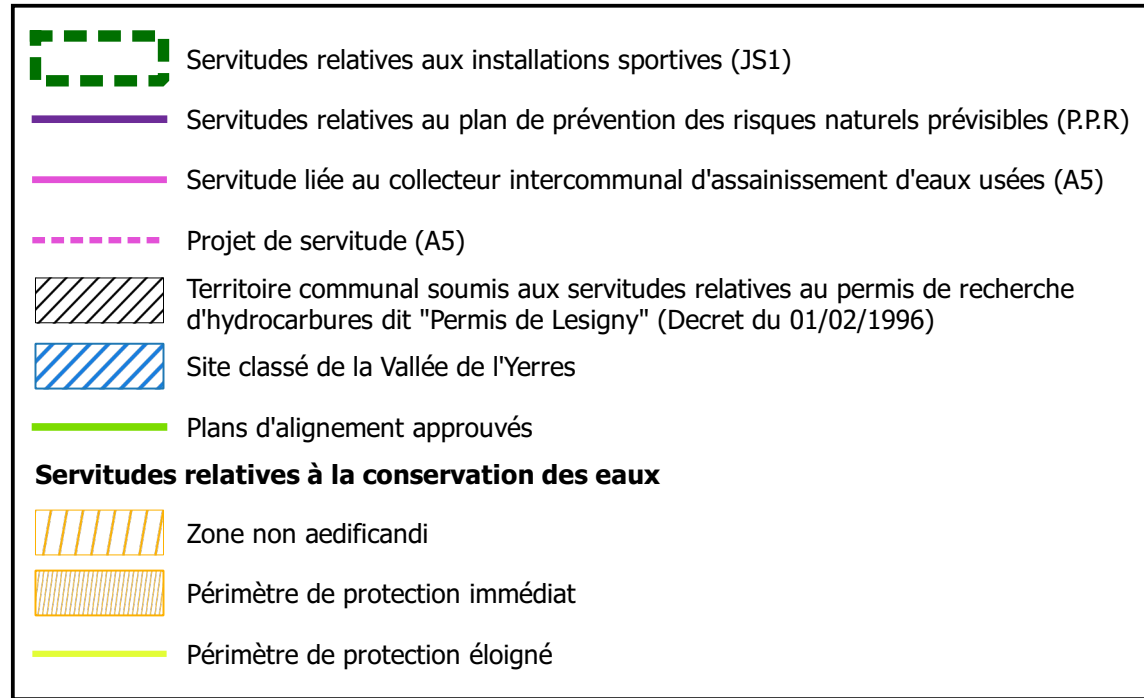 Servitudes relatives aux installations sportives (JS1)
Servitudes relatives au plan de prévention des risques naturels prévisibles (P.P.R)
Servitude liée au collecteur intercommunal d'assainissement d'eaux usées (A5)
Projet de servitude (A5)
Territoire communal soumis aux servitudes relatives au permis de recherche
d'hydrocarbures dit "Permis de Lesigny" (Decret du 01/02/1996)
Site classé de la Vallée de l'Yerres
Plans d'alignement approuvés
Servitudes relatives à la conservation des eaux
Zone non aedificandi
Périmètre de protection immédiat
Périmètre de protection éloigné